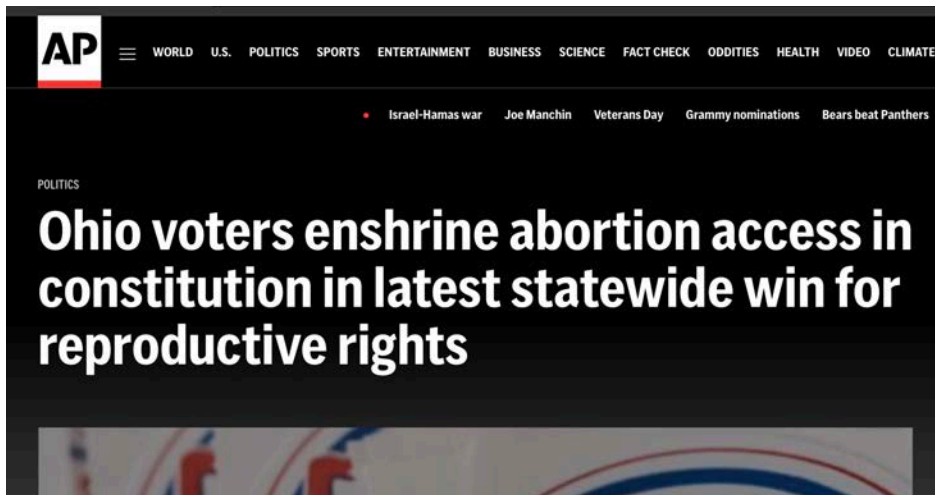 AP
WORLD U.S. POLITICS SPORTS ENTERTAINMENT BUSINESS SCIENCE FACT CHECK ODDITIES HEALTH VIDEO CLIMATE
Israel-Hamas war Joe Manchin Veterans Day Grammy nominations Bears beat Panthers
POLITICS
Ohio voters enshrine abortion access in
constitution in latest statewide win for
reproductive rights